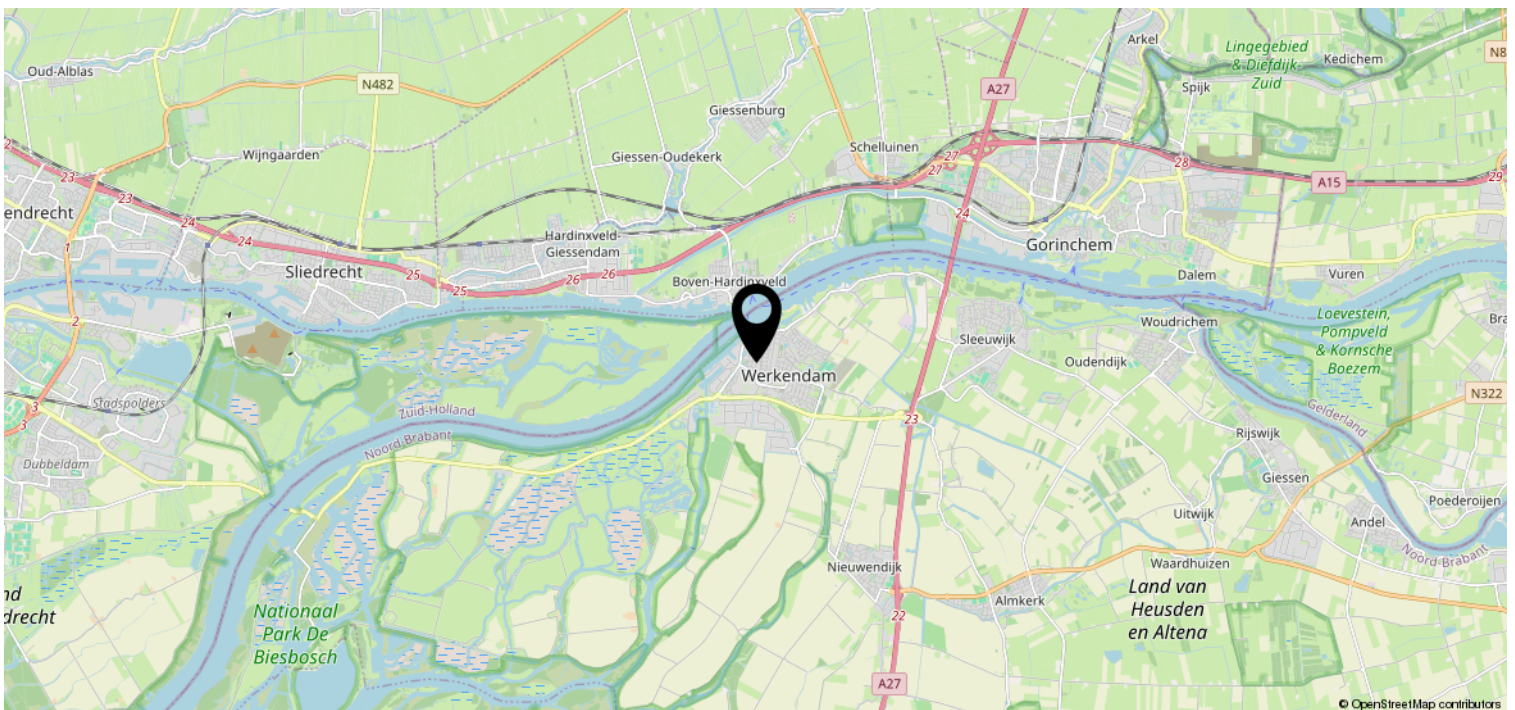 Arkel
Lingegebied
& Diefdijk-
Zuid
Kedichem
N8
Oud-Alblas
N482
A27
Spijk
Giessenburg
2
Wijngaarden
Giessen-Oudekerk
Schelluinen
27
27
28
23
A15
29
23
endrecht
24
24
24
1
Hardinxveld-
Giessendam
Gorinchem
Sliedrecht
25
26
26
25
Boven-Hardinxveld
Dalem
Vuren
2
Woudrichem
Loevestein,
Pompveld
& Kornsche
Boezem
Bra
Sleeuwijk
Oudendijk
Werkendam
N322
Stadspolders
3
3
Zuid-Holland
Noord-Brabant
23
Gelderland
Rijswijk
Dubbeldam
Giessen
Poederoijen
Uitwijk
Andel
Noord-Brabant
Nieuwendijk
Waardhuizen
nd
drecht
Almkerk
Land van
Heusden
en Altena
22
Nationaal
Park De
Biesbosch
A27
© OpenStreetMap contributors